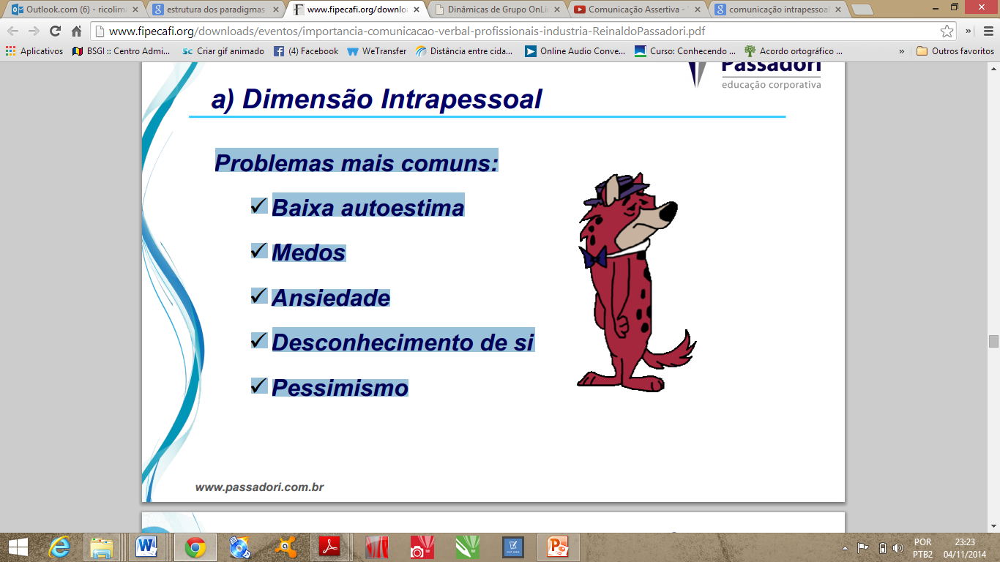 Outlook.com (6) - ricolima
estrutura dos paradigmas
www.fipecafi.org/downlo
Dinâmicas de Grupo OnLi
Comunicação Assertiva -
comunicação intrapessoal
www.fipecafi.org/downloads/eventos/importancia-comunicacao-verbal-profissionais-industria-ReinaldoPassadori.pdf
Aplicativos
BSGI :: Centro Admi...
Criar gif animado
(4) Facebook
WeTransfer
Distância entre cida...
Online Audio Conve...
Curso: Conhecendo ...
Acordo ortográfico ...
»
Outros favoritos
Passadori
educação corporativa
a) Dimensão Intrapessoal
Problemas mais comuns:
✓ Baixa autoestima
✓ Medos
✓ Ansiedade
✓ Desconhecimento de si
✓ Pessimismo
www.passadori.com.br
POR
23:23
PTB2
04/11/2014